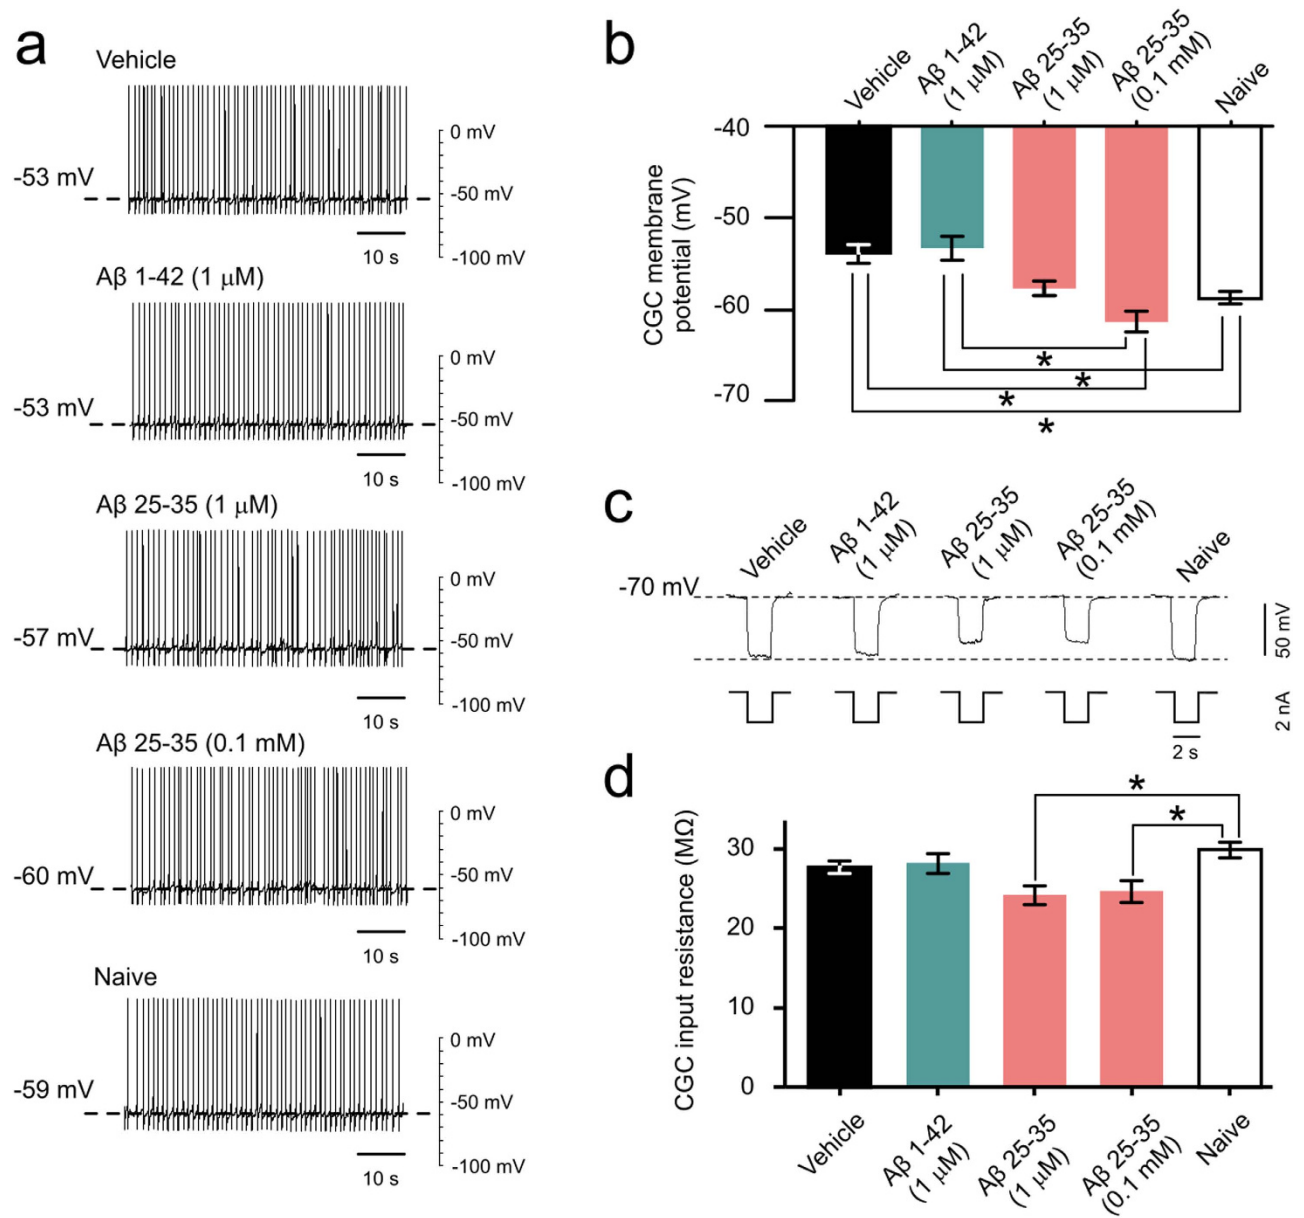 a
Vehicle
-53 mV
0 mV
-50 mV
-100 mV
10 s
Aβ 1-42 (1 μM)
-53 mV
0 mV
-50 mV
-100 mV
10 s
Aβ 25-35 (1 μM)
-57 mV
0 mV
-50 mV
-100 mV
10 s
Aβ 25-35 (0.1 mM)
-60 mV
0 mV
-50 mV
-100 mV
10 s
Naive
-59 mV
0 mV
-50 mV
-100 mV
10 s
b
Vehicle
Aβ 1-42
(1 μM)
Aβ 25-35
(1 μM)
Aβ 25-35
(0.1 mM)
Naive
CGC membrane
potential (mV)
-40
-50
-60
-70
*
*
*
*
c
Vehicle
Aβ 1-42
(1 μM)
Aβ 25-35
(1 μM)
Aβ 25-35
(0.1 mM)
Naive
-70 mV
50 mV
2 nA
2 s
d
CGC input resistance (MΩ)
30
20
10
0
*
*
Vehicle
Aβ 1-42
(1 μM)
Aβ 25-35
(1 μM)
Aβ 25-35
(0.1 mM)
Naive